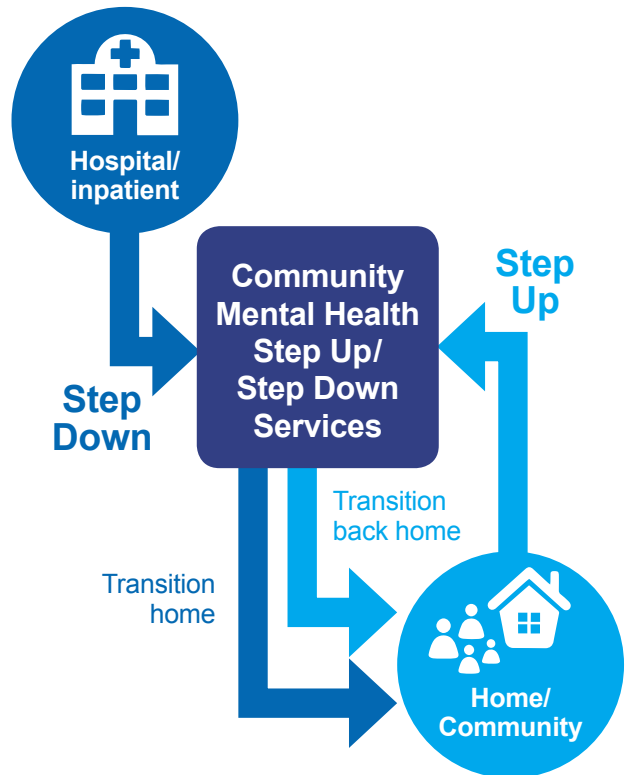 Hospital/
inpatient
Community
Mental Health
Step Up/
Step Down
Services
Step
Up
Step
Down
Transition
back home
Transition
home
Home/
Community